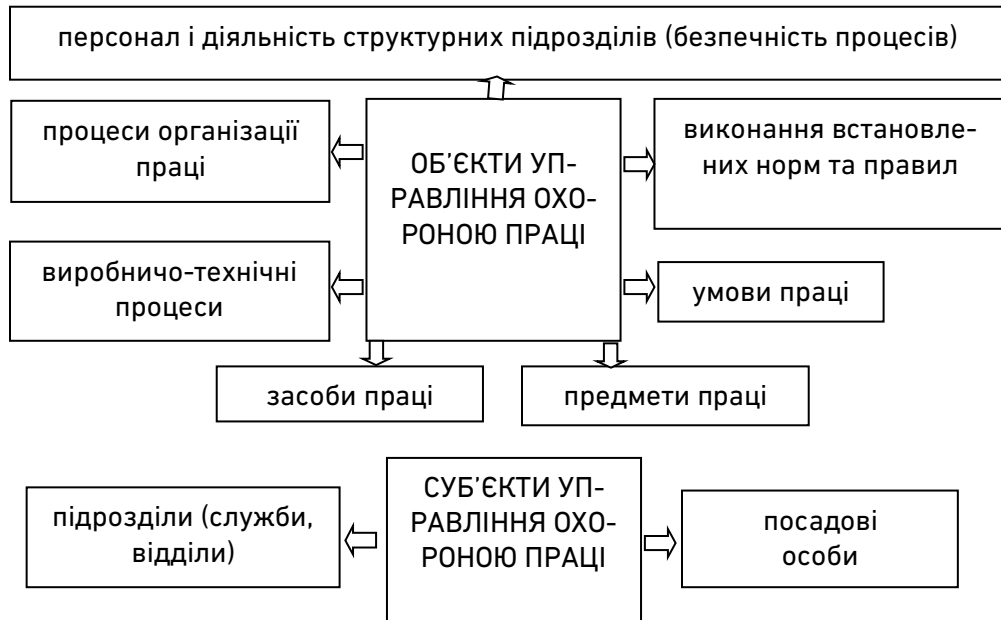 персонал і діяльність структурних підрозділів (безпечність процесів)
процеси організації
праці
ОБ’ЄКТИ УП-
РАВЛІННЯ ОХО-
РОНОЮ ПРАЦІ
виконання встановле-
них норм та правил
виробничо-технічні
процеси
умови праці
засоби праці
предмети праці
СУБ’ЄКТИ УП-
РАВЛІННЯ ОХО-
РОНОЮ ПРАЦІ
підрозділи (служби,
відділи)
посадові
особи